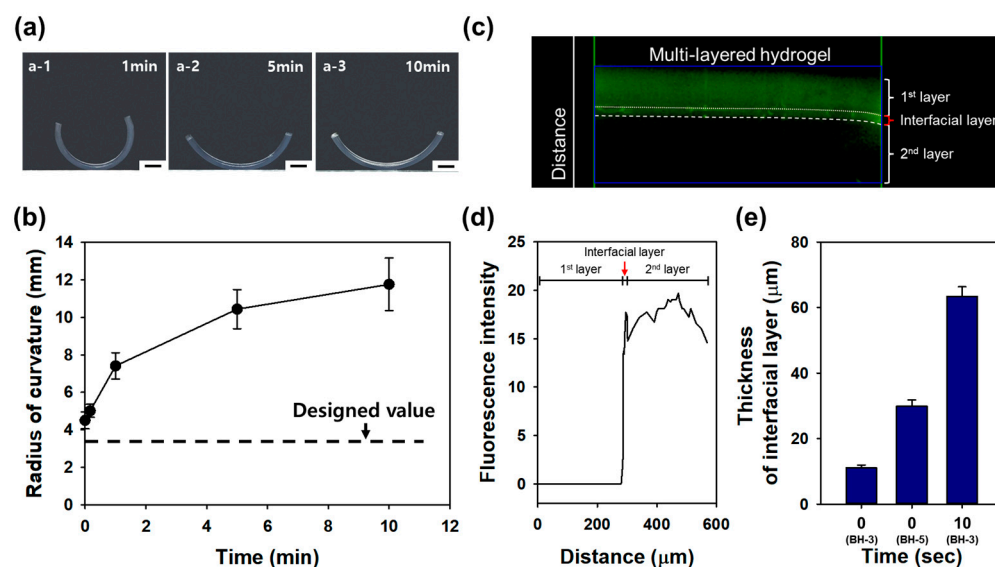 (a)
a-1 1min
a-2 5min
a-3 10min
(b)
14
12
10
8
6
4
2
0
Radius of curvature (mm)
Designed value
0 2 4 6 8 10 12
Time (min)
(c)
Multi-layered hydrogel
Distance
1st layer
Interfacial layer
2nd layer
(d)
25
20
15
10
5
0
Fluorescence intensity
Interfacial layer
1st layer 2nd layer
0 200 400 600
Distance (μm)
(e)
80
60
40
20
0
Thickness
of interfacial layer (μm)
0 0 10
(BH-3) (BH-5) (BH-3)
Time (sec)